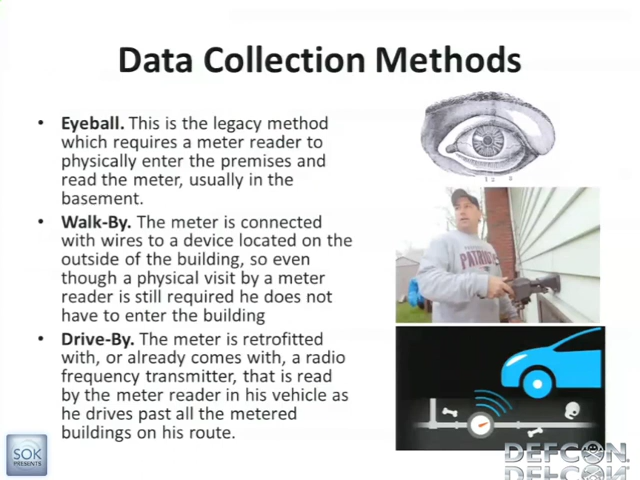 Data Collection Methods
• Eyeball. This is the legacy method
which requires a meter reader to
physically enter the premises and
read the meter, usually in the
basement.
• Walk-By. The meter is connected
with wires to a device located on the
outside of the building, so even
though a physical visit by a meter
reader is still required he does not
have to enter the building
• Drive-By. The meter is retrofitted
with, or already comes with, a radio
frequency transmitter, that is read
by the meter reader in his vehicle as
he drives past all the metered
buildings on his route.
PATRIOTS
SOK
PRESENTS
DEFCON